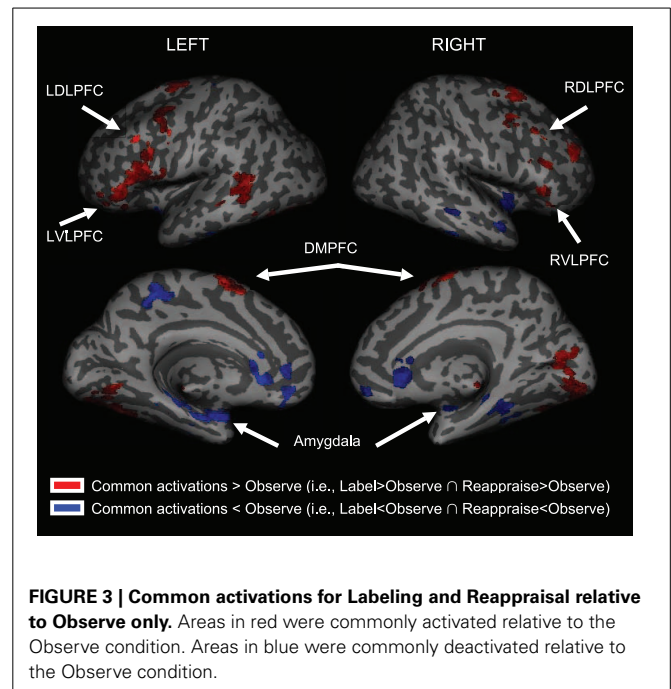 LEFT
RIGHT
LDLPFC
RDLPFC
LVLPFC
RVLPFC
DMPFC
Amygdala
Common activations > Observe (i.e., Label>Observe ∩ Reappraise>Observe)
Common activations < Observe (i.e., Label<Observe ∩ Reappraise<Observe)
FIGURE 3 | Common activations for Labeling and Reappraisal relative
to Observe only. Areas in red were commonly activated relative to the
Observe condition. Areas in blue were commonly deactivated relative to
the Observe condition.